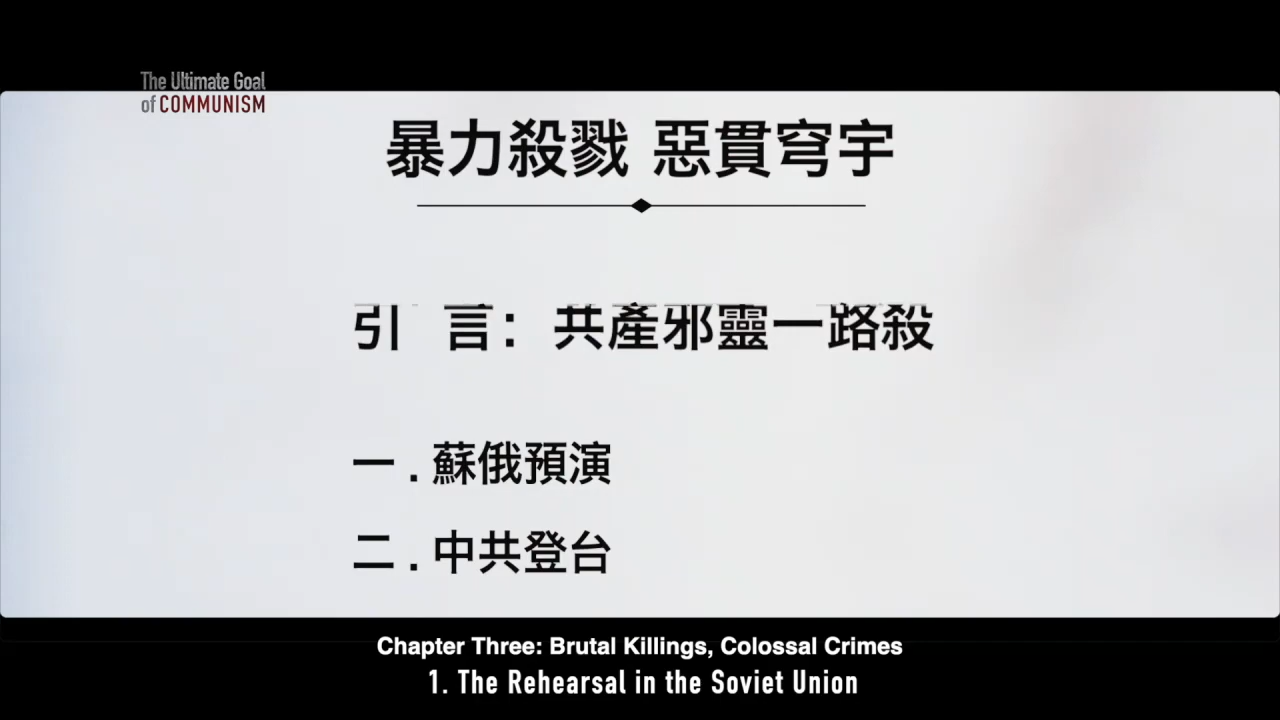 The Ultimate Goal
of COMMUNISM
暴力殺戮 惡貫穹宇
引 言：共產邪靈一路殺
一．蘇俄預演
二．中共登台
Chapter Three: Brutal Killings, Colossal Crimes
1. The Rehearsal in the Soviet Union